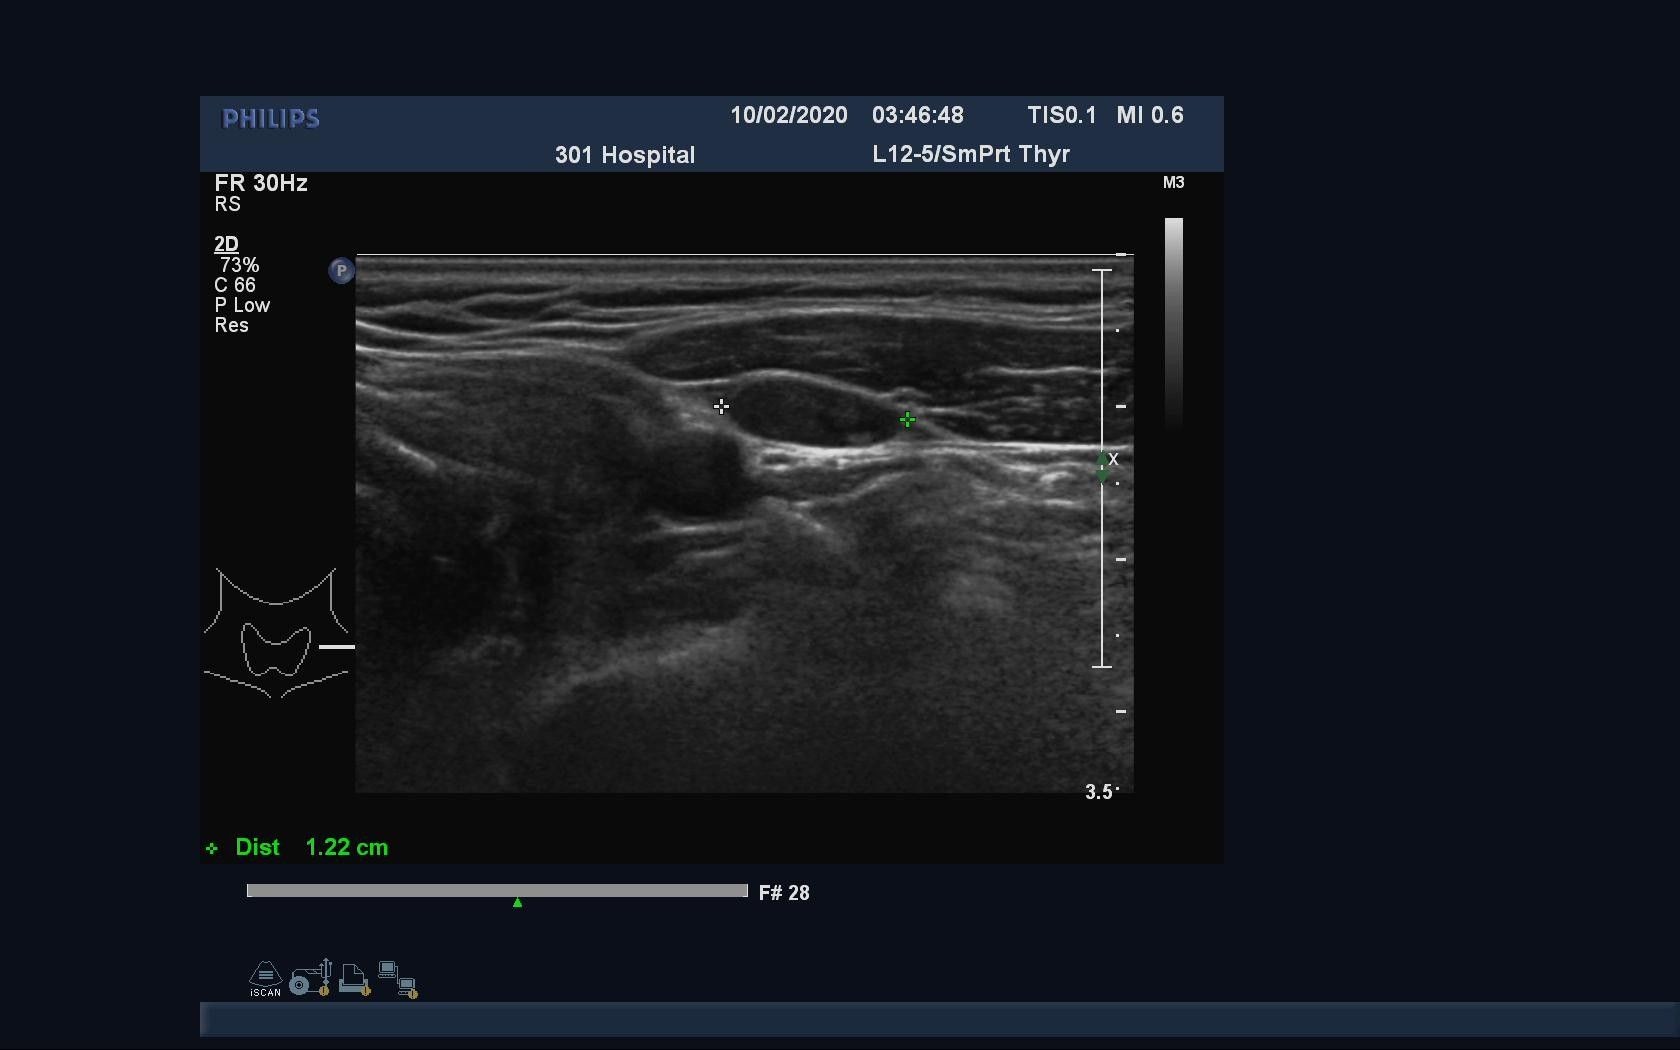 PHILIPS
10/02/2020 03:46:48 TIS0.1 MI 0.6
301 Hospital L12-5/SmPrt Thyr
FR 30Hz
RS
M3
2D
73%
C 66
P Low
Res
P
X
3.5
Dist 1.22 cm
F# 28
iSCAN